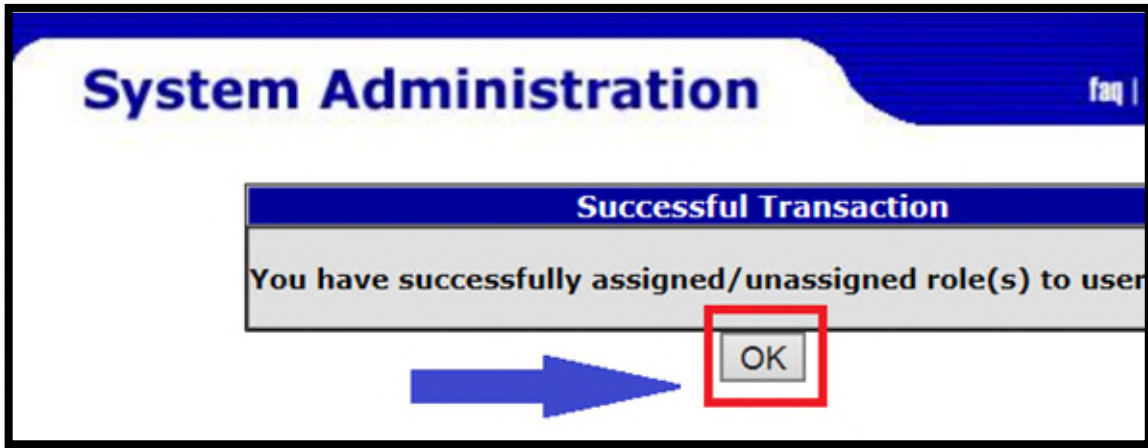 System Administration
faq |
Successful Transaction
You have successfully assigned/unassigned role(s) to user
OK